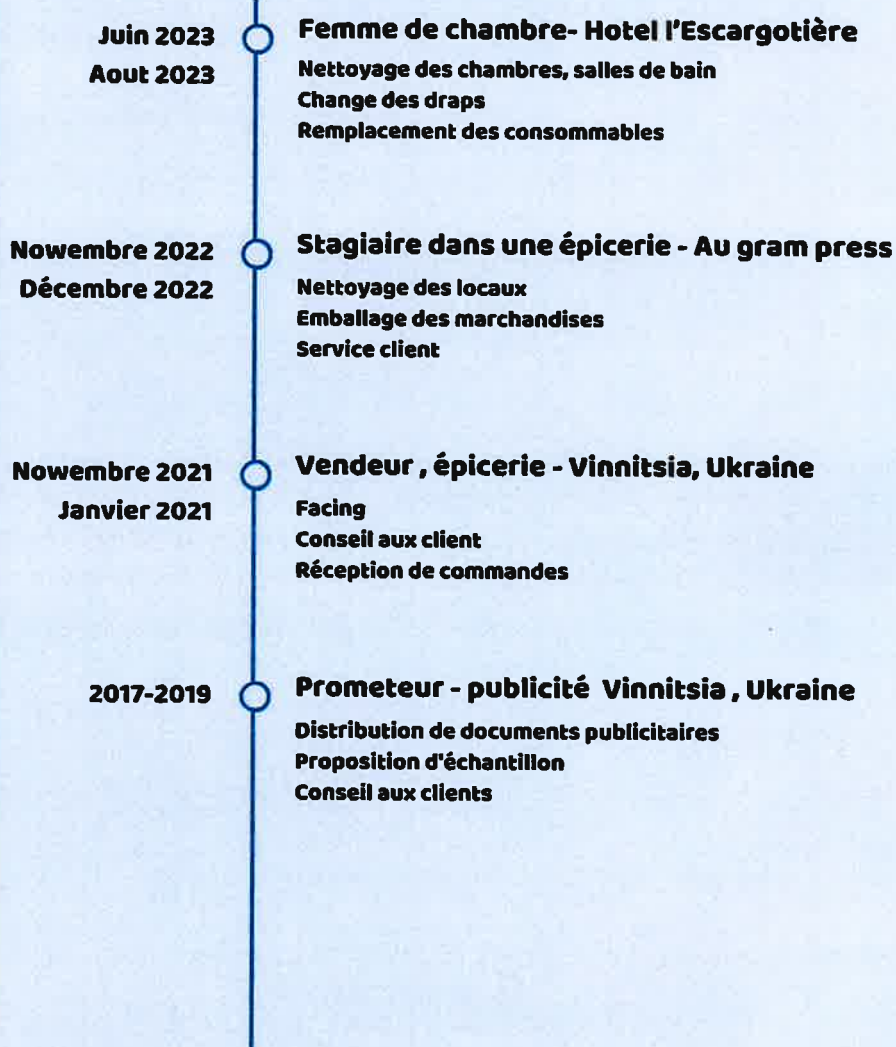 Juin 2023
Aout 2023
Femme de chambre- Hotel l'Escargotière
Nettoyage des chambres, salles de bain
Change des draps
Remplacement des consommables
Nowembre 2022
Décembre 2022
Stagiaire dans une épicerie - Au gram press
Nettoyage des locaux
Emballage des marchandises
Service client
Nowembre 2021
Janvier 2021
Vendeur , épicerie - Vinnitsia, Ukraine
Facing
Conseil aux client
Réception de commandes
2017-2019
Prometeur - publicité Vinnitsia , Ukraine
Distribution de documents publicitaires
Proposition d'échantillon
Conseil aux clients